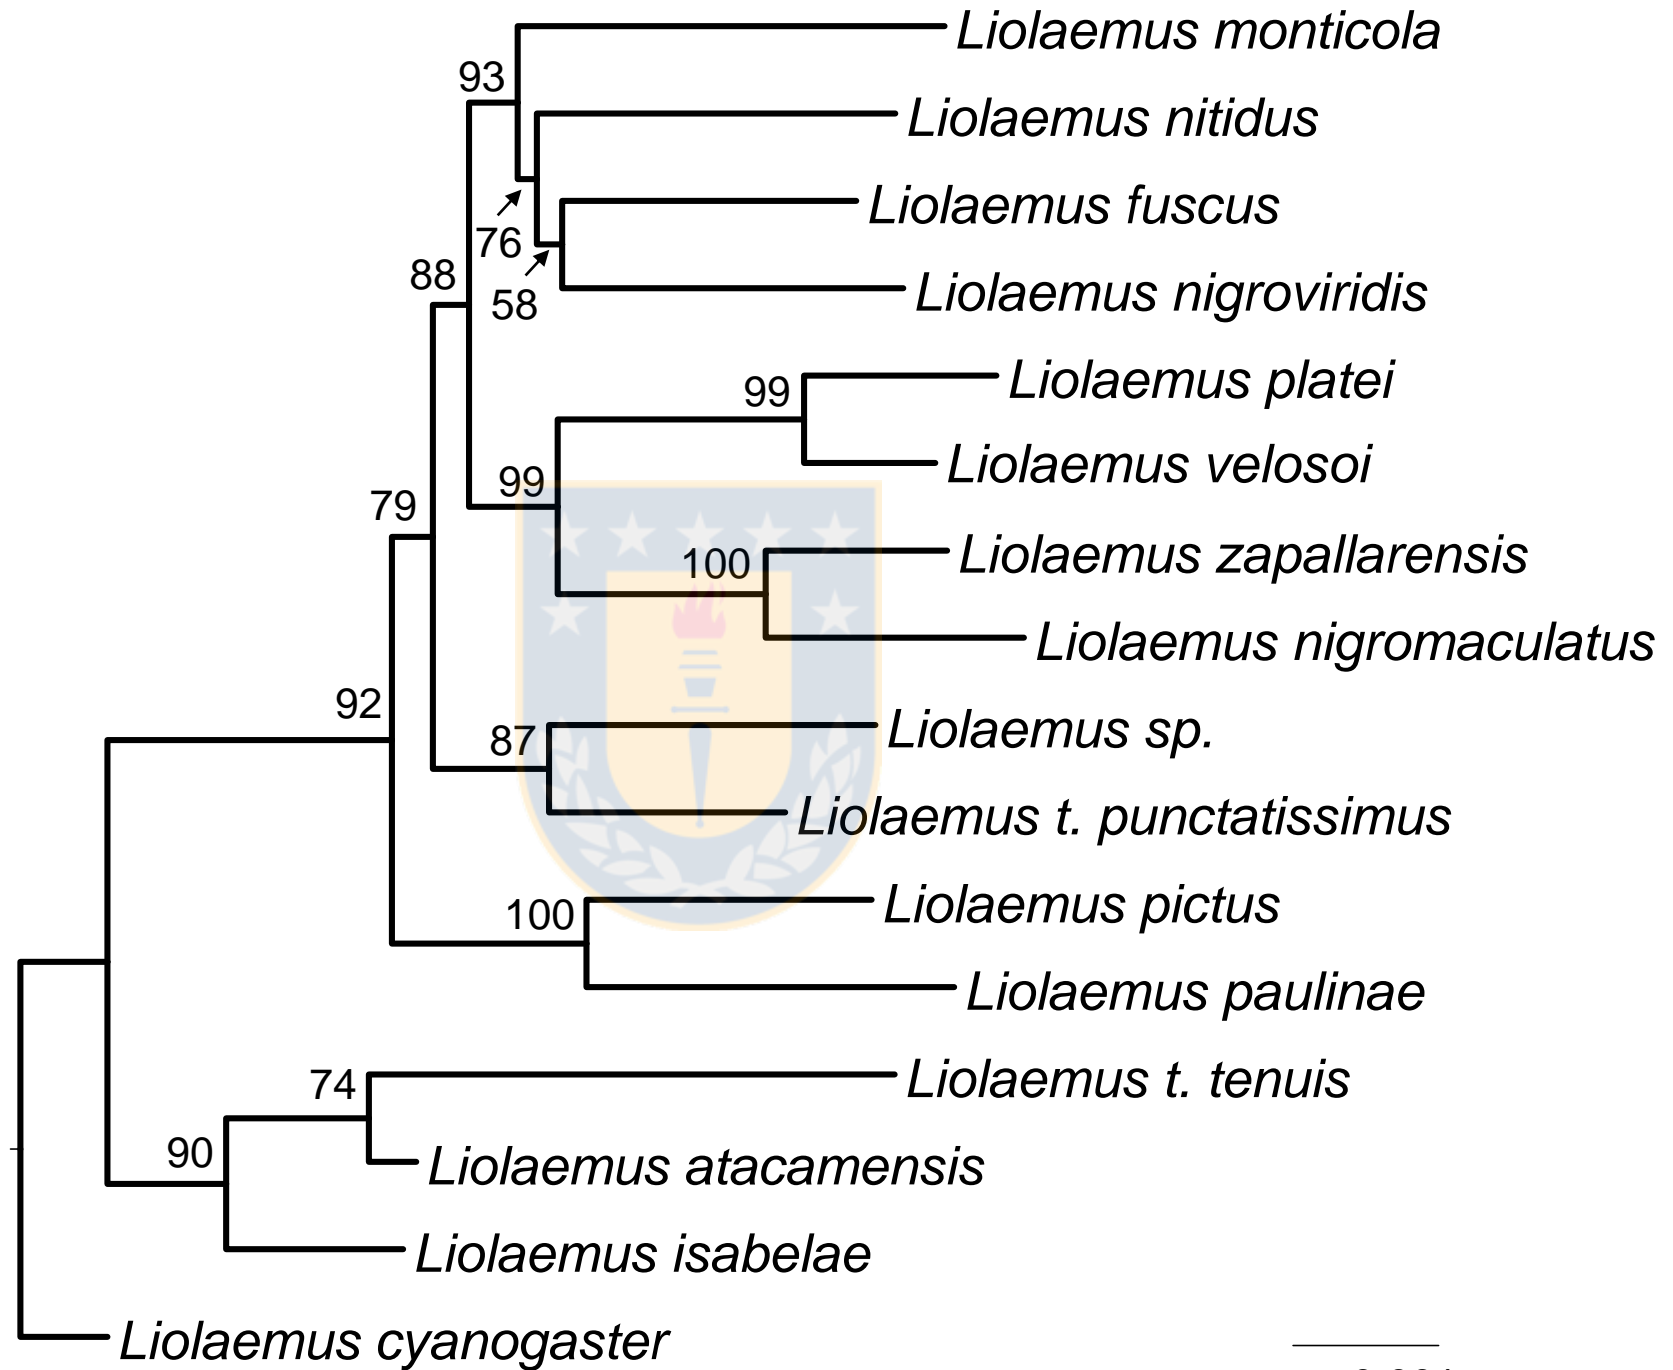 Liolaemus monticola
93
Liolaemus nitidus
Liolaemus fuscus
76
88
58
Liolaemus nigroviridis
99
Liolaemus platei
Liolaemus velosoi
99
79
100
Liolaemus zapallarensis
Liolaemus nigromaculatus
92
87
Liolaemus sp.
Liolaemus t. punctatissimus
100
Liolaemus pictus
Liolaemus paulinae
74
Liolaemus t. tenuis
90
Liolaemus atacamensis
Liolaemus isabelae
Liolaemus cyanogaster